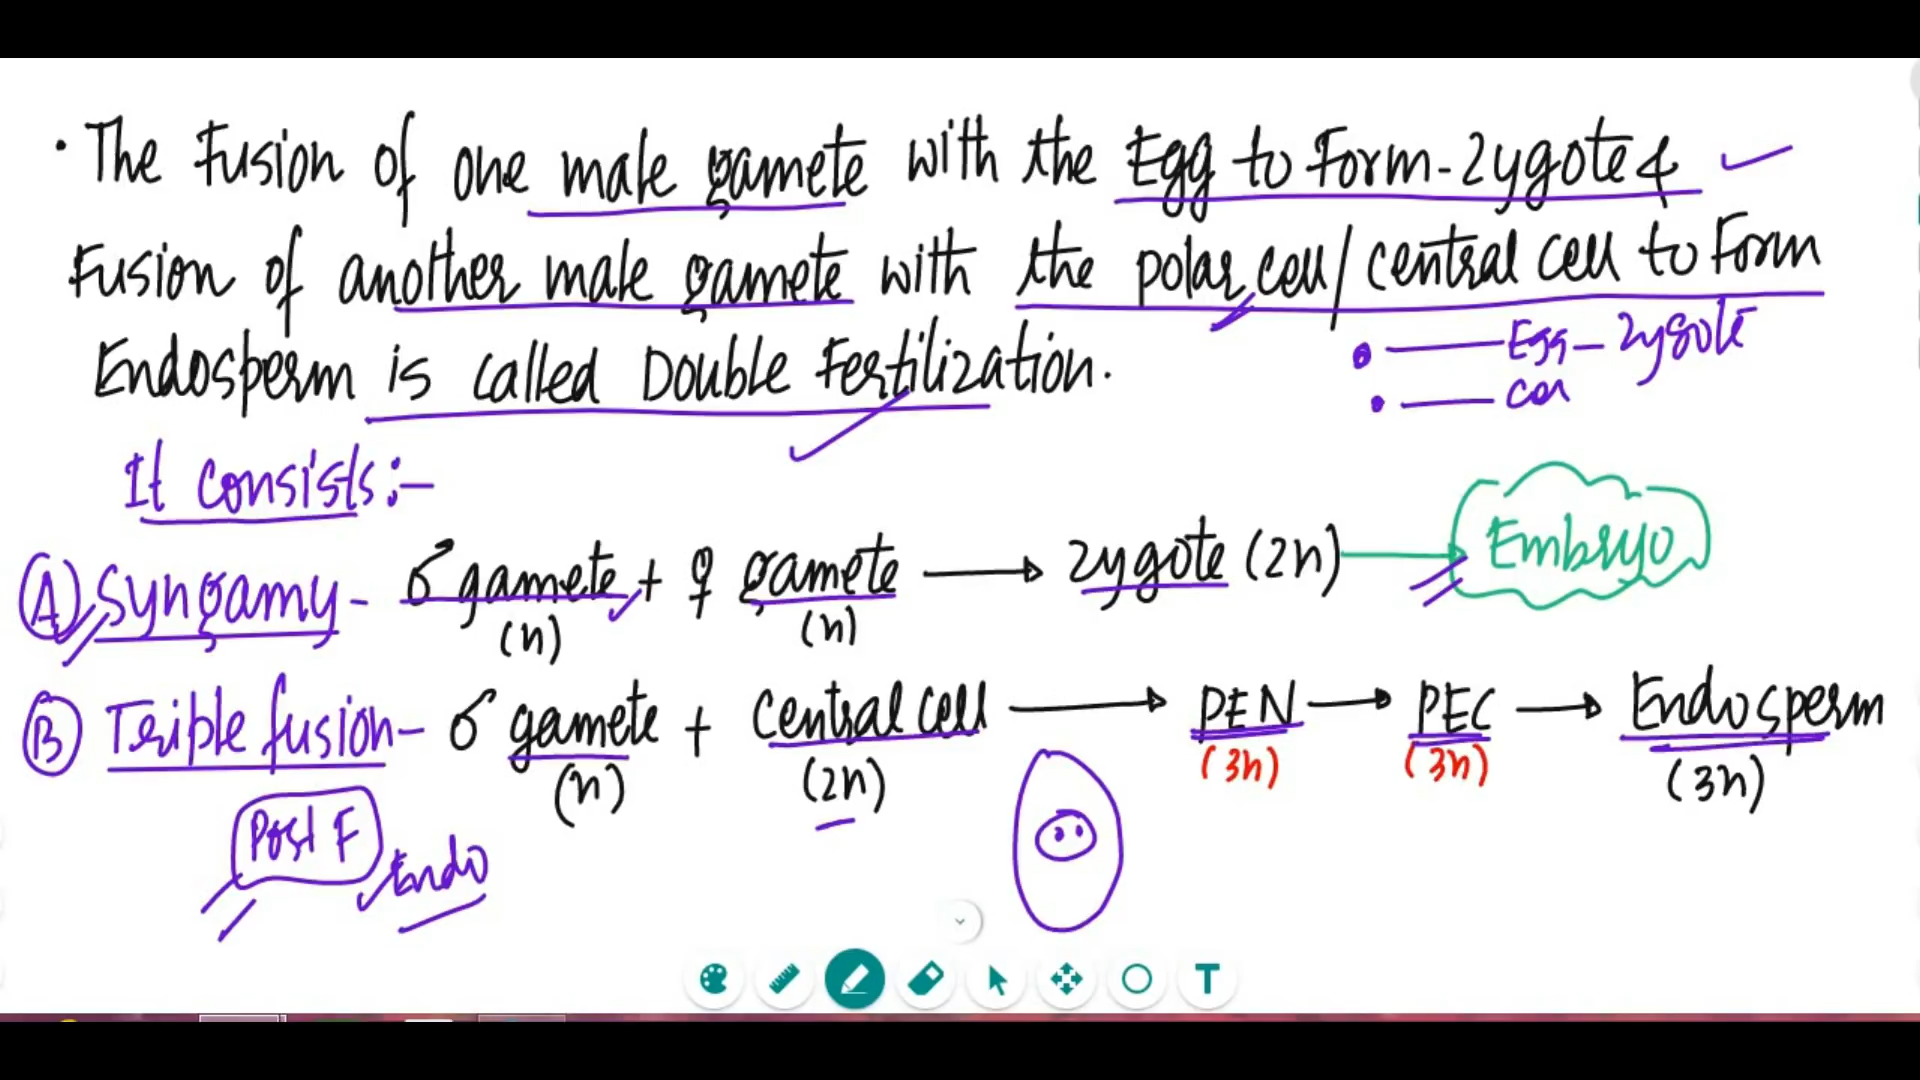 • The Fusion of one male gamete with the Egg to Form - Zygote &
Fusion of another male gamete with the polar cell / central cell to Form
Endosperm is called Double Fertilization.
• — Egg – Zygote
• — Cen
It consists :-
(A) Syngamy - ♂ gamete + ♀ gamete → Zygote (2n) → Embryo
(n) (n)
(B) Teriple fusion - ♂ gamete + Central cell → PEN → PEC → Endosperm
(n) (2n) (3n) (3n) (3n)
Post F
Endo
T